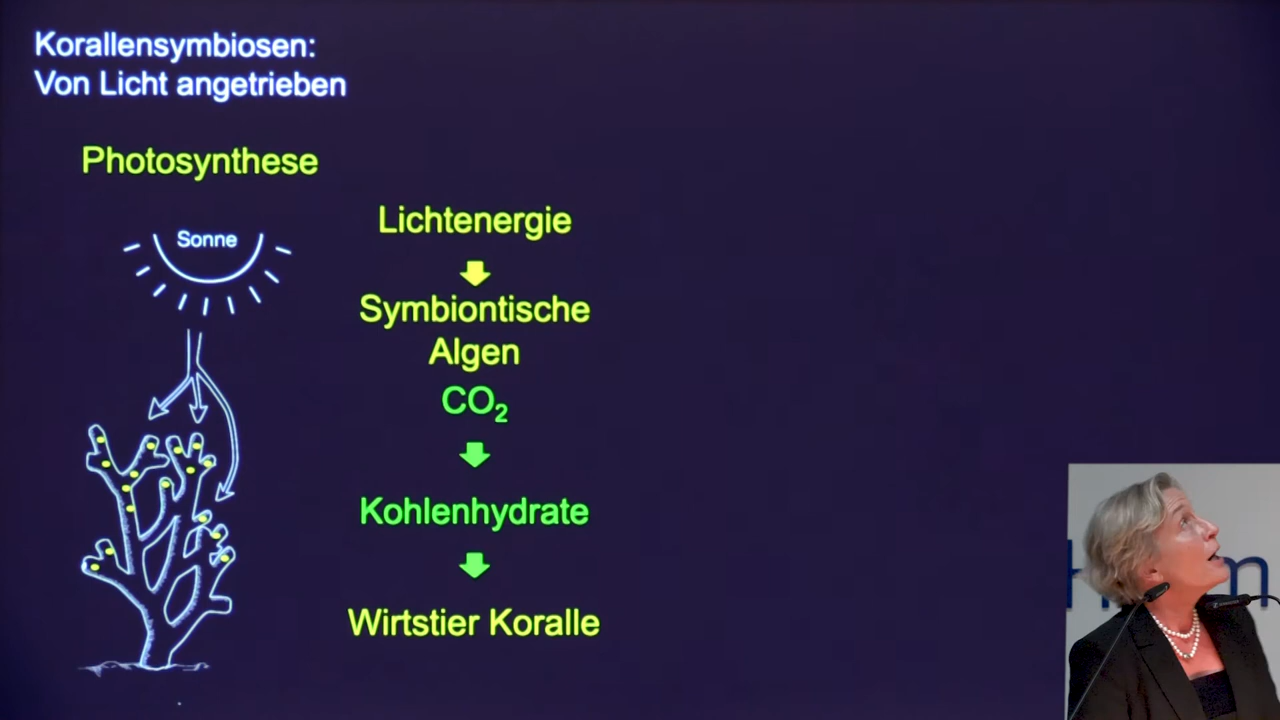 Korallensymbiosen:
Von Licht angetrieben
Photosynthese
Sonne
Lichtenergie
Symbiontische
Algen
CO₂
Kohlenhydrate
Wirtstier Koralle